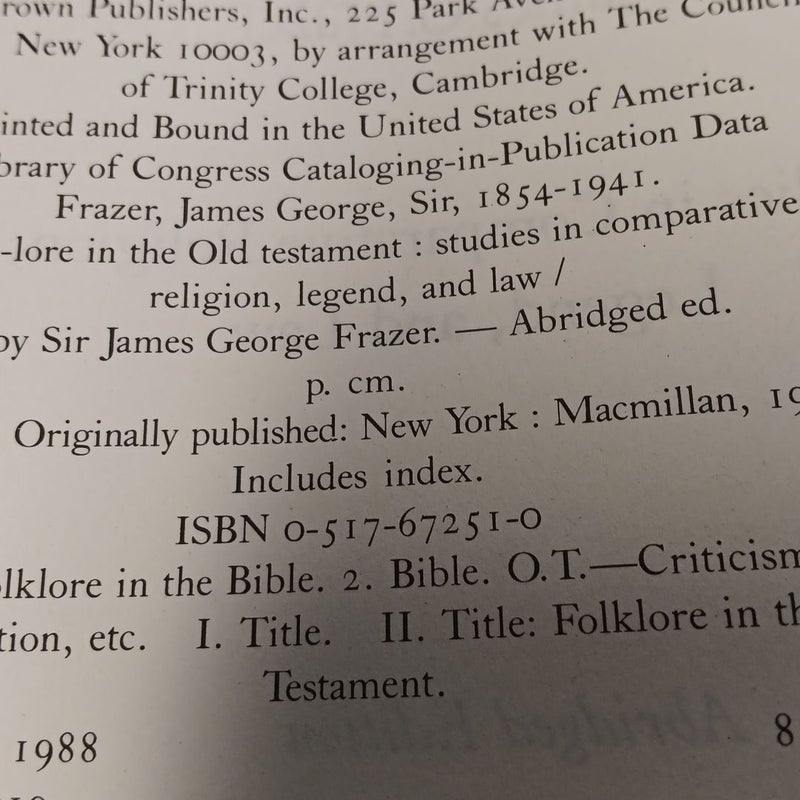 rown Publishers, Inc., 225 Park Ave
New York 10003, by arrangement with The Council
of Trinity College, Cambridge.
inted and Bound in the United States of America.
brary of Congress Cataloging-in-Publication Data
Frazer, James George, Sir, 1854-1941.
-lore in the Old testament : studies in comparative
religion, legend, and law /
by Sir James George Frazer. — Abridged ed.
p. cm.
Originally published: New York : Macmillan, 19
Includes index.
ISBN 0-517-67251-0
olklore in the Bible. 2. Bible. O.T.—Criticism
tion, etc. I. Title. II. Title: Folklore in th
Testament.
1988 8